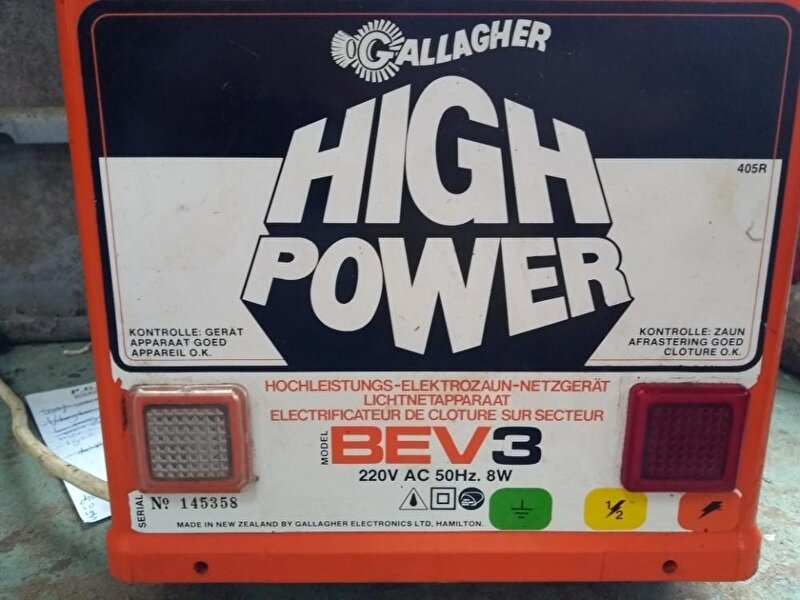 GALLAGHER
HIGH
POWER
405R
KONTROLLE: GERÄT
APPARAAT GOED
APPAREIL O.K.
KONTROLLE: ZAUN
AFRASTERING GOED
CLOTURE O.K.
HOCHLEISTUNGS-ELEKTROZAUN-NETZGERÄT
LICHTNETAPPARAAT
ELECTRIFICATEUR DE CLOTURE SUR SECTEUR
MODEL BEV3
220V AC 50Hz. 8W
SERIAL Nº 145358
1/2
MADE IN NEW ZEALAND BY GALLAGHER ELECTRONICS LTD, HAMILTON.